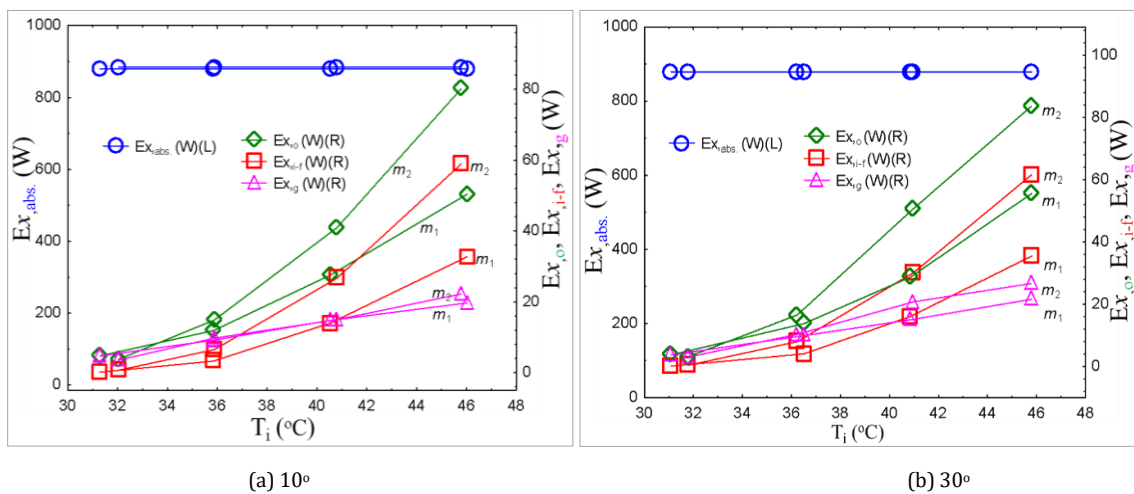 1000
800
600
400
200
0
80
60
40
20
0
30 32 34 36 38 40 42 44 46 48
Ex,abs. (W)
Ex,o, Ex,i-f, Ex,g (W)
Ti (oC)
Ex,abs. (W)(L)
Ex,o (W)(R)
Ex,i-f (W)(R)
Ex,g (W)(R)
m2
m2
m1
m1
m2
m1
(a) 10o
1000
800
600
400
200
0
100
80
60
40
20
0
30 32 34 36 38 40 42 44 46 48
Ex,abs. (W)
Ex,o, Ex,i-f, Ex,g (W)
Ti (oC)
Ex,abs. (W)(L)
Ex,o (W)(R)
Ex,i-f (W)(R)
Ex,g (W)(R)
m2
m2
m1
m1
m2
m1
(b) 30o